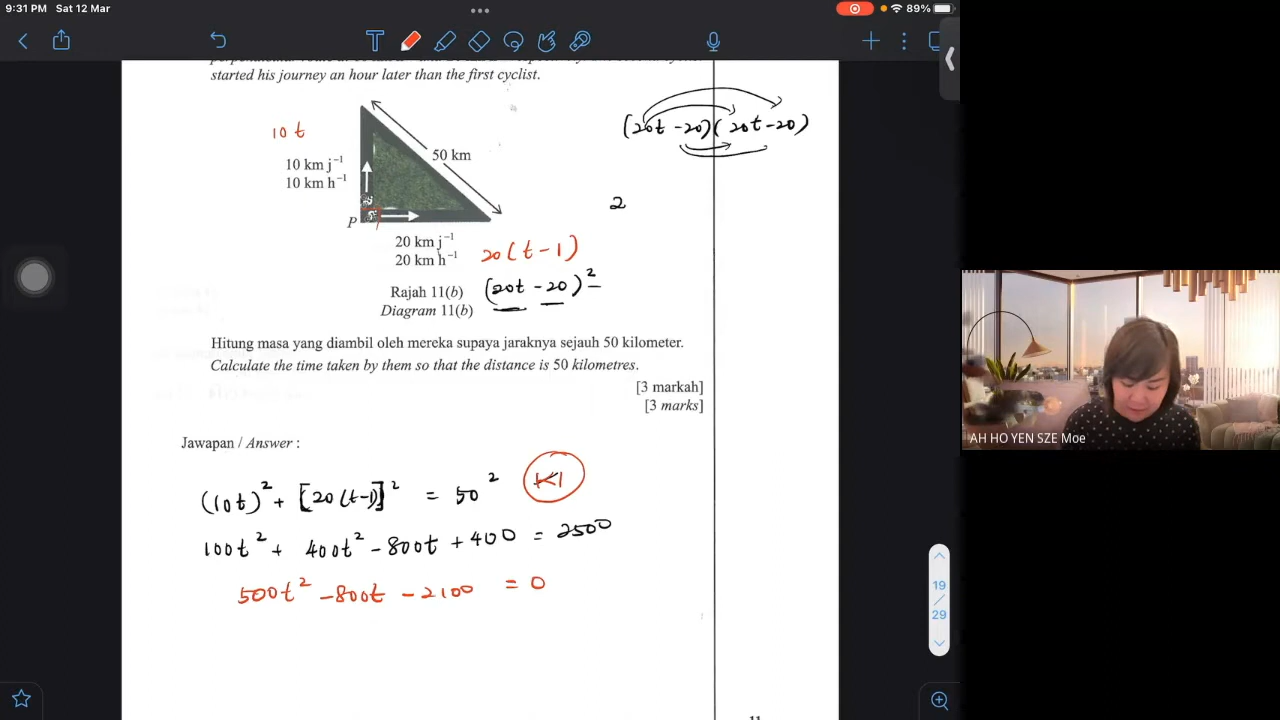 9:31 PM Sat 12 Mar
89%
started his journey an hour later than the first cyclist.
10 t
(20t - 20)(20t - 20)
50 km
10 km j⁻¹
10 km h⁻¹
2
P
20 km j⁻¹
20 km h⁻¹
20(t - 1)
Rajah 11(b)
Diagram 11(b)
(20t - 20)²
Hitung masa yang diambil oleh mereka supaya jaraknya sejauh 50 kilometer.
Calculate the time taken by them so that the distance is 50 kilometres.
[3 markah]
[3 marks]
Jawapan / Answer :
(10t)² + [20(t-1)]² = 50²
K1
100t² + 400t² - 800t + 400 = 2500
500t² - 800t - 2100 = 0
AH HO YEN SZE Moe
19
/
29
11